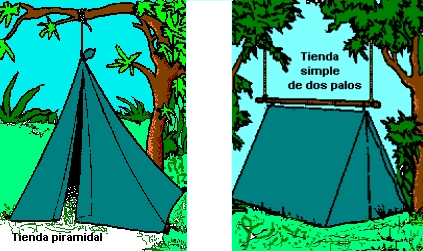 Tienda piramidal
Tienda
simple
de dos palos